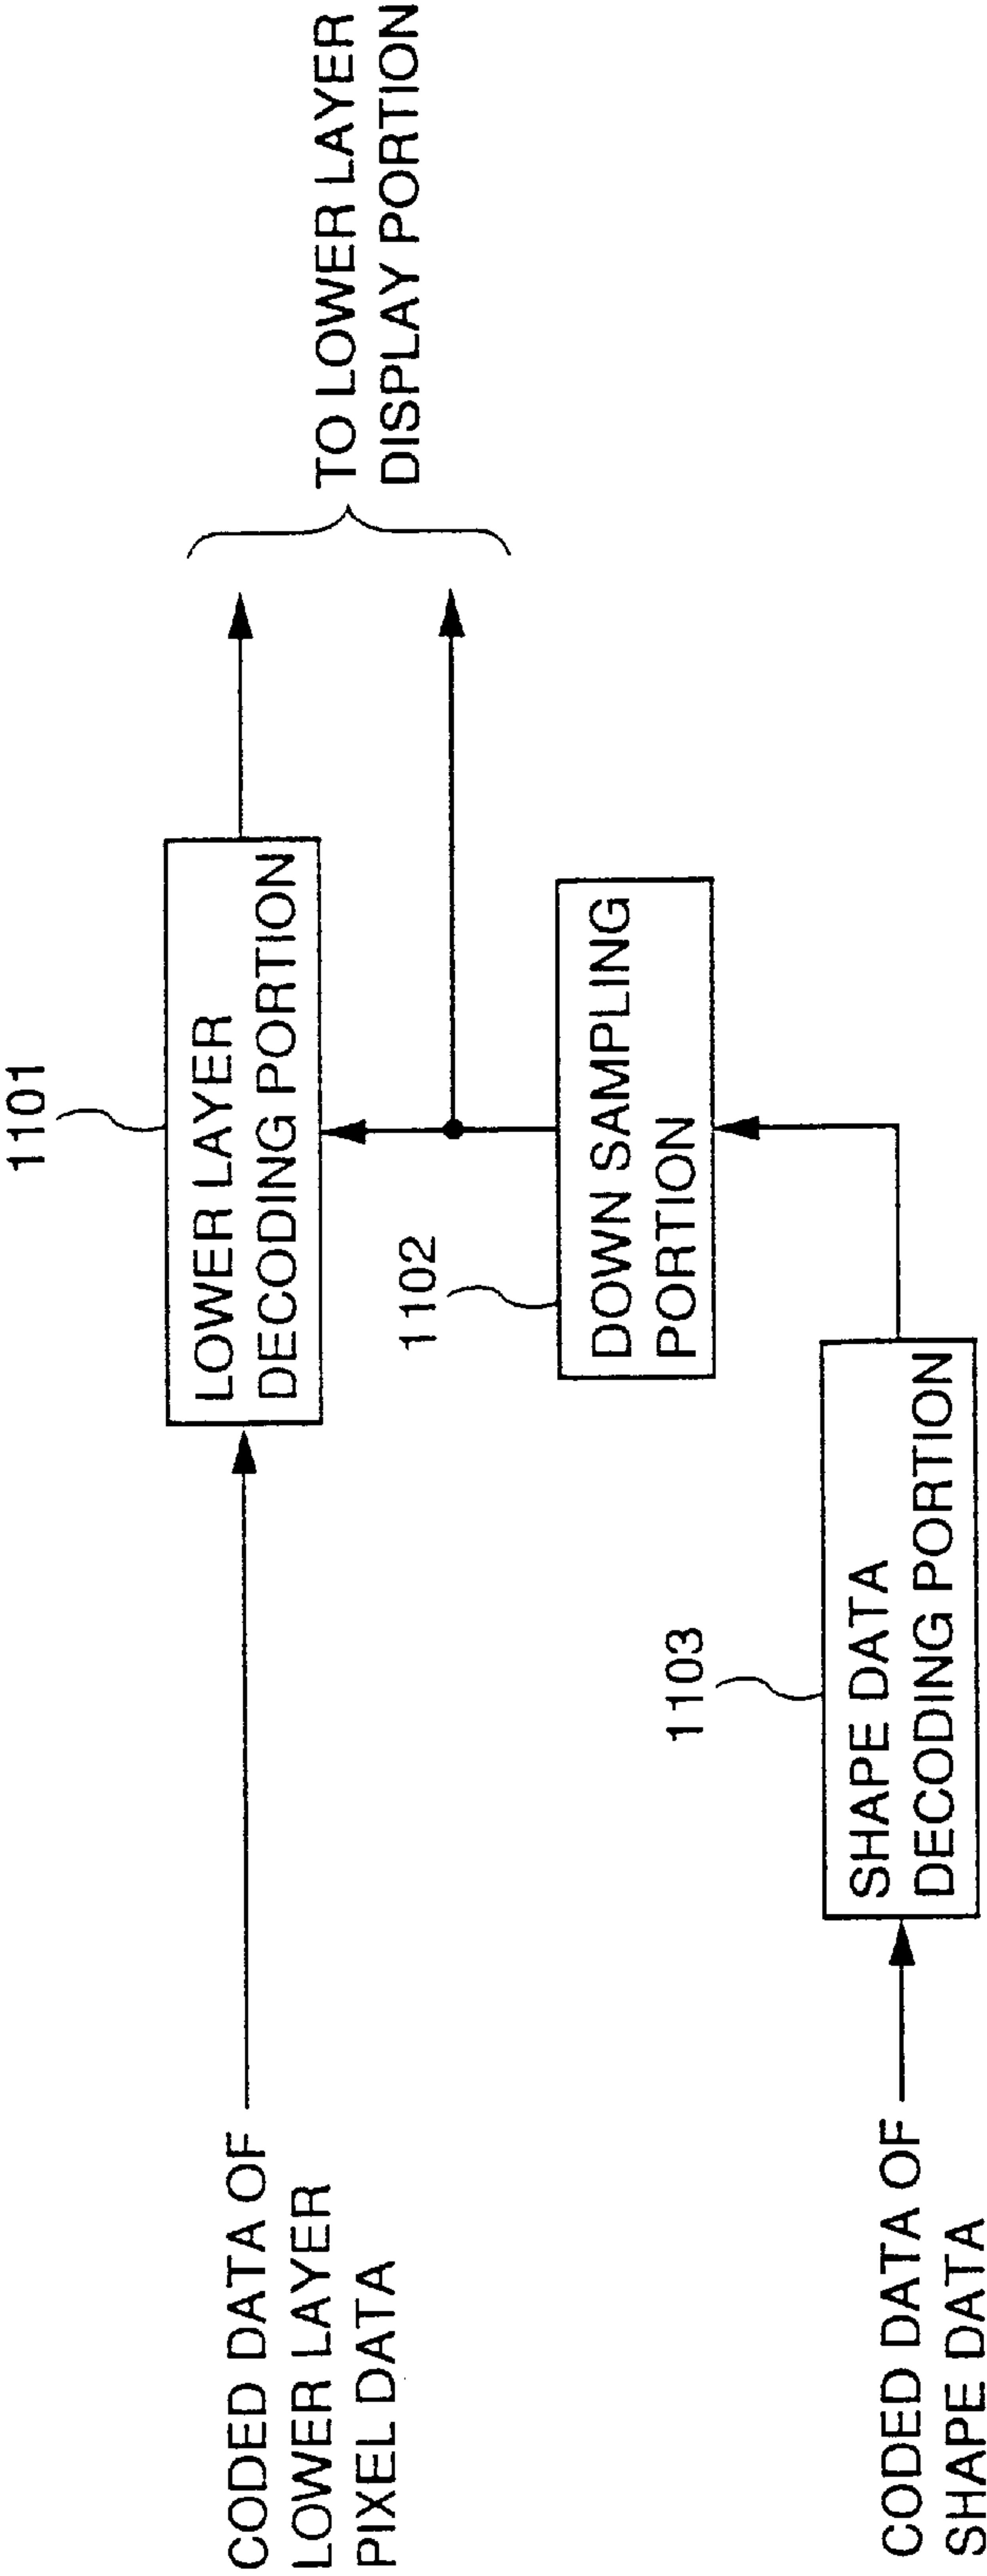 1101
LOWER LAYER
DECODING PORTION
TO LOWER LAYER
DISPLAY PORTION
CODED DATA OF
LOWER LAYER
PIXEL DATA
1102
DOWN SAMPLING
PORTION
1103
SHAPE DATA
DECODING PORTION
CODED DATA OF
SHAPE DATA